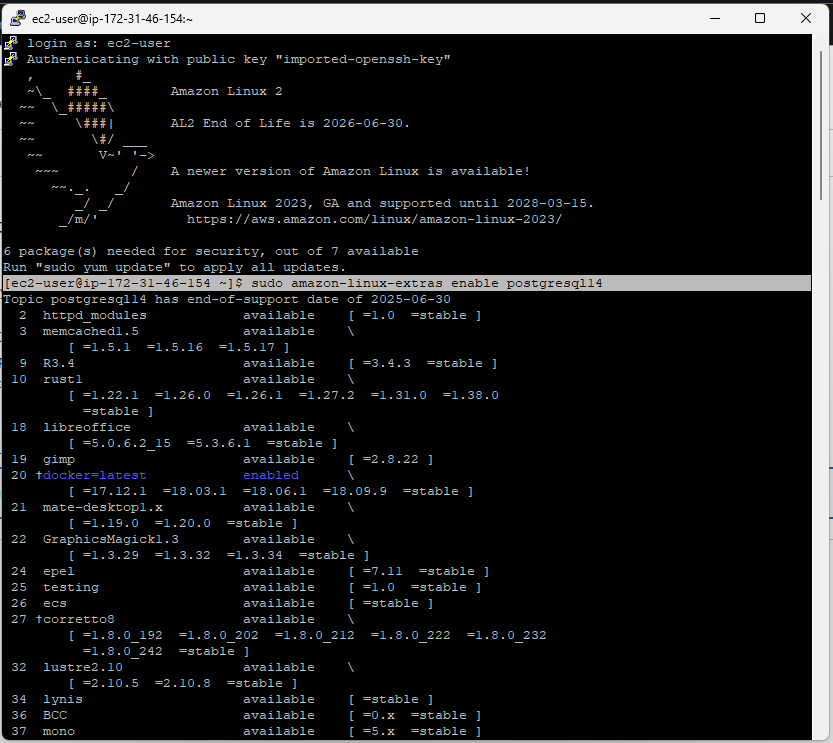 ec2-user@ip-172-31-46-154:~
login as: ec2-user
Authenticating with public key "imported-openssh-key"
   ,     #_
   ~\_  ####_        Amazon Linux 2
  ~~  \_#####\
  ~~     \###|       AL2 End of Life is 2026-06-30.
  ~~       \#/ ___
   ~~       V~' '->
    ~~~         /    A newer version of Amazon Linux is available!
      ~~._.   _/
         _/ _/       Amazon Linux 2023, GA and supported until 2028-03-15.
       _/m/'           https://aws.amazon.com/linux/amazon-linux-2023/
6 package(s) needed for security, out of 7 available
Run "sudo yum update" to apply all updates.
[ec2-user@ip-172-31-46-154 ~]$ sudo amazon-linux-extras enable postgresql14
Topic postgresql14 has end-of-support date of 2025-06-30
  2  httpd_modules            available    [ =1.0  =stable ]
  3  memcached1.5             available    \
        [ =1.5.1  =1.5.16  =1.5.17 ]
  9  R3.4                     available    [ =3.4.3  =stable ]
 10  rust1                    available    \
        [ =1.22.1  =1.26.0  =1.26.1  =1.27.2  =1.31.0  =1.38.0
          =stable ]
 18  libreoffice              available    \
        [ =5.0.6.2_15  =5.3.6.1  =stable ]
 19  gimp                     available    [ =2.8.22 ]
 20 †docker=latest            enabled      \
        [ =17.12.1  =18.03.1  =18.06.1  =18.09.9  =stable ]
 21  mate-desktop1.x          available    \
        [ =1.19.0  =1.20.0  =stable ]
 22  GraphicsMagick1.3        available    \
        [ =1.3.29  =1.3.32  =1.3.34  =stable ]
 24  epel                     available    [ =7.11  =stable ]
 25  testing                  available    [ =1.0  =stable ]
 26  ecs                      available    [ =stable ]
 27 †corretto8                available    \
        [ =1.8.0_192  =1.8.0_202  =1.8.0_212  =1.8.0_222  =1.8.0_232
          =1.8.0_242  =stable ]
 32  lustre2.10               available    \
        [ =2.10.5  =2.10.8  =stable ]
 34  lynis                    available    [ =stable ]
 36  BCC                      available    [ =0.x  =stable ]
 37  mono                     available    [ =5.x  =stable ]